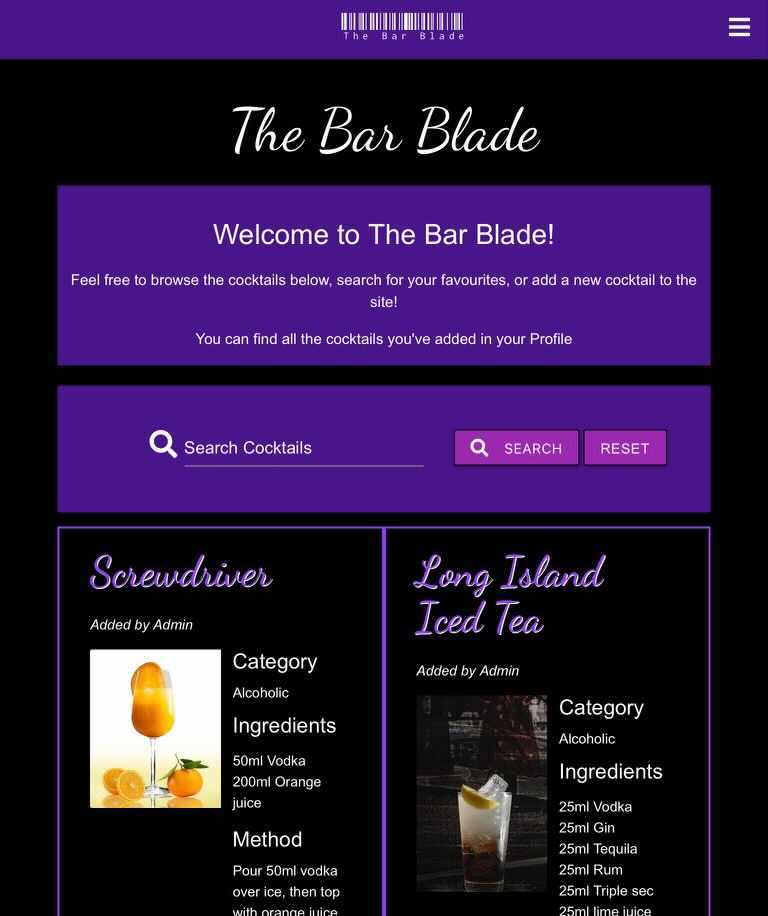 The Bar Blade
The Bar Blade
Welcome to The Bar Blade!
Feel free to browse the cocktails below, search for your favourites, or add a new cocktail to the
site!
You can find all the cocktails you've added in your Profile
Search Cocktails
SEARCH
RESET
Screwdriver
Added by Admin
Category
Alcoholic
Ingredients
50ml Vodka
200ml Orange
juice
Method
Pour 50ml vodka
over ice, then top
with orange juice
Long Island
Iced Tea
Added by Admin
Category
Alcoholic
Ingredients
25ml Vodka
25ml Gin
25ml Tequila
25ml Rum
25ml Triple sec
25ml lime juice